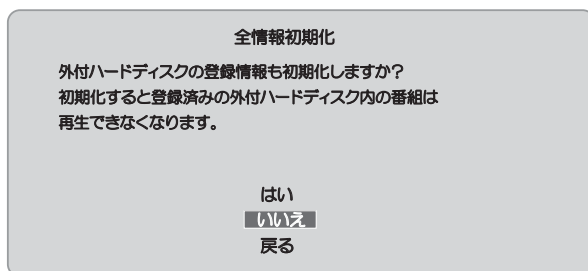 全情報初期化
外付ハードディスクの登録情報も初期化しますか？
初期化すると登録済みの外付ハードディスク内の番組は
再生できなくなります。
はい
いいえ
戻る